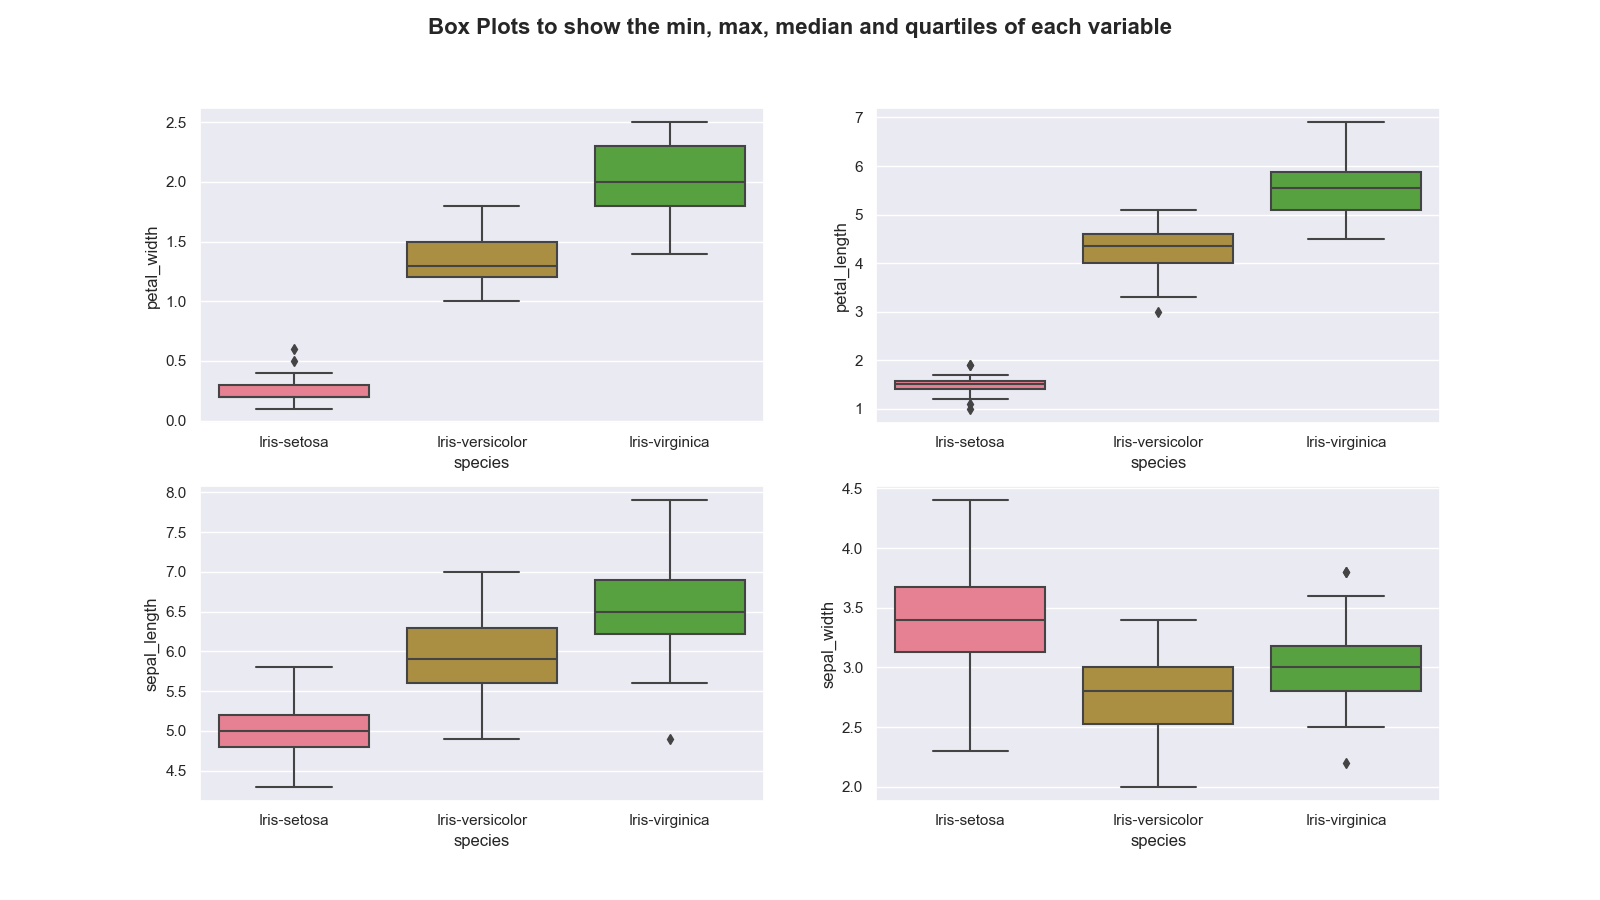 Box Plots to show the min, max, median and quartiles of each variable
2.5
2.0
1.5
1.0
0.5
0.0
petal_width
Iris-setosa Iris-versicolor Iris-virginica
species
7
6
5
4
3
2
1
petal_length
Iris-setosa Iris-versicolor Iris-virginica
species
8.0
7.5
7.0
6.5
6.0
5.5
5.0
4.5
sepal_length
Iris-setosa Iris-versicolor Iris-virginica
species
4.5
4.0
3.5
3.0
2.5
2.0
sepal_width
Iris-setosa Iris-versicolor Iris-virginica
species